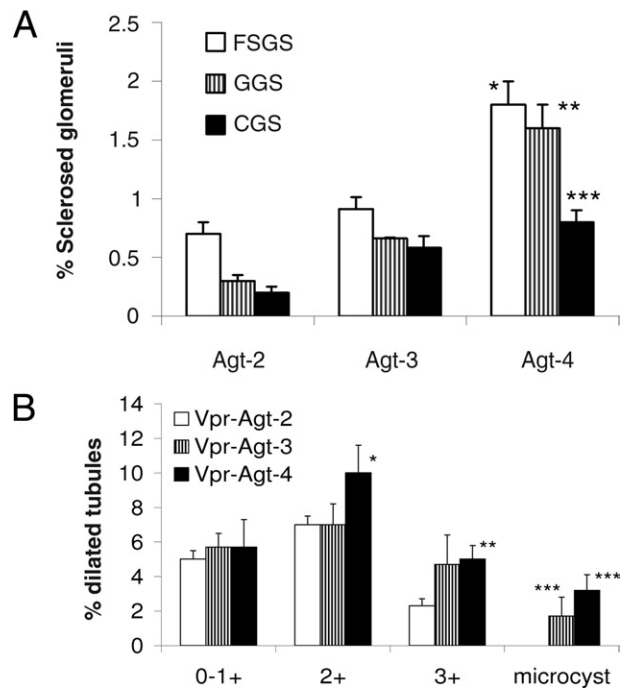 A
% Sclerosed glomeruli
2.5
2
1.5
1
0.5
0
FSGS
GGS
CGS
*
**
***
Agt-2 Agt-3 Agt-4
B
% dilated tubules
14
12
10
8
6
4
2
0
Vpr-Agt-2
Vpr-Agt-3
Vpr-Agt-4
*
**
***
***
0-1+ 2+ 3+ microcyst